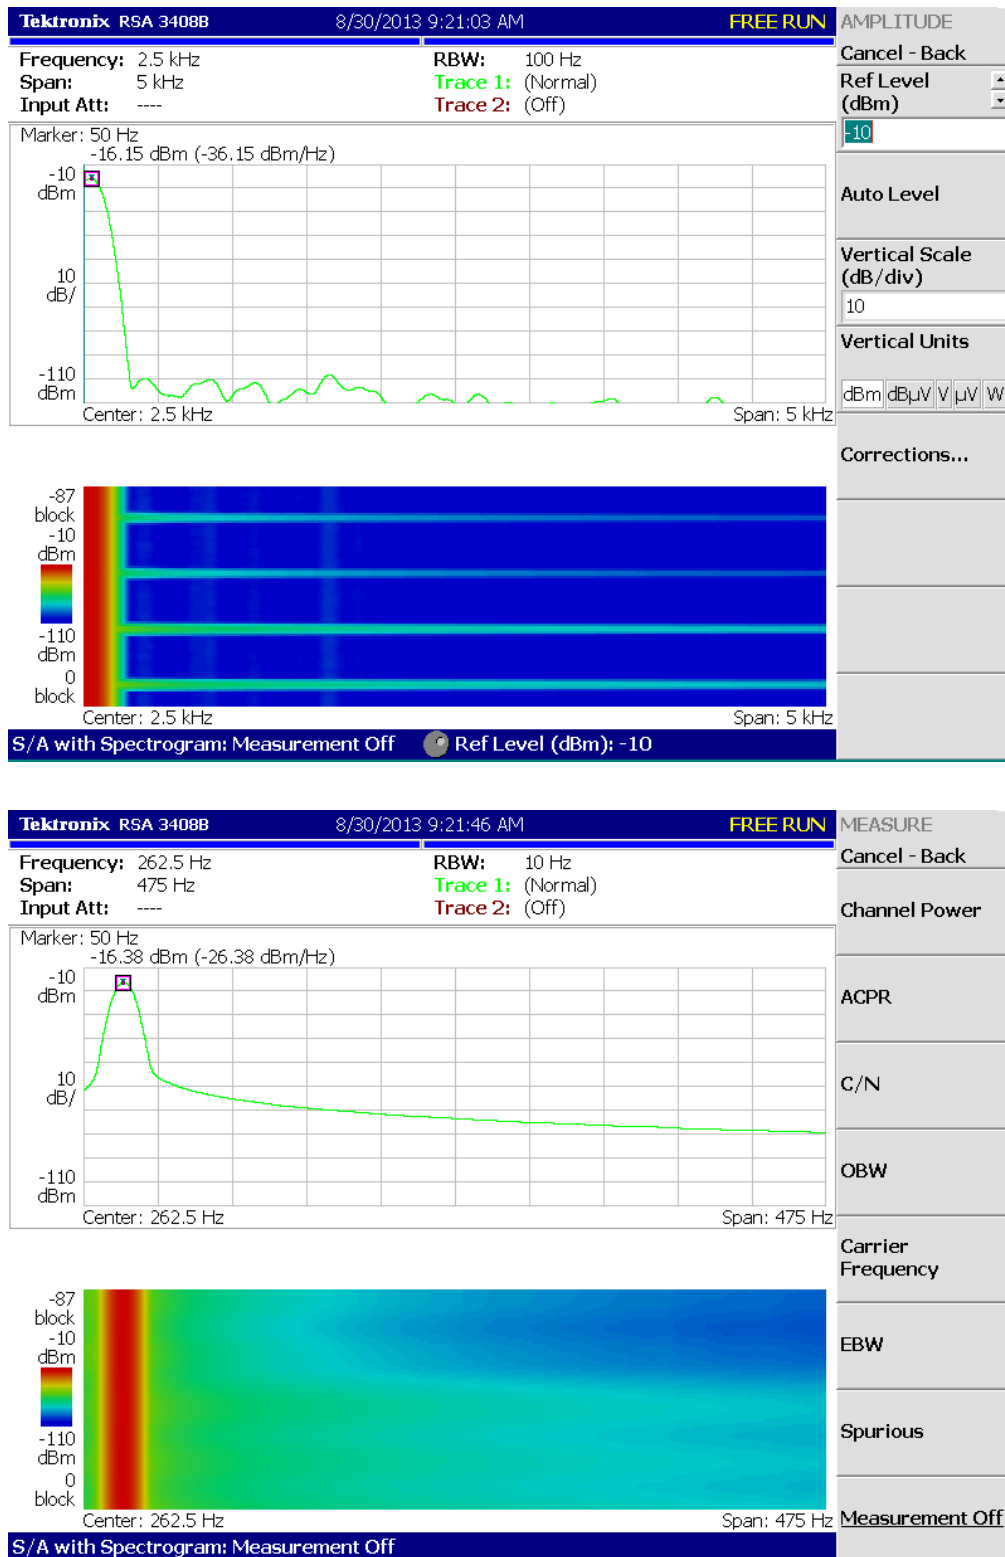 Tektronix RSA 3408B 8/30/2013 9:21:03 AM FREE RUN
Frequency: 2.5 kHz RBW: 100 Hz
Span: 5 kHz Trace 1: (Normal)
Input Att: ---- Trace 2: (Off)
Marker: 50 Hz
-16.15 dBm (-36.15 dBm/Hz)
-10
dBm
10
dB/
-110
dBm
Center: 2.5 kHz Span: 5 kHz
-87
block
-10
dBm
-110
dBm
0
block
Center: 2.5 kHz Span: 5 kHz
S/A with Spectrogram: Measurement Off Ref Level (dBm): -10
AMPLITUDE
Cancel - Back
Ref Level
(dBm)
-10
Auto Level
Vertical Scale
(dB/div)
10
Vertical Units
dBm dBµV V µV W
Corrections...
Tektronix RSA 3408B 8/30/2013 9:21:46 AM FREE RUN
Frequency: 262.5 Hz RBW: 10 Hz
Span: 475 Hz Trace 1: (Normal)
Input Att: ---- Trace 2: (Off)
Marker: 50 Hz
-16.38 dBm (-26.38 dBm/Hz)
-10
dBm
10
dB/
-110
dBm
Center: 262.5 Hz Span: 475 Hz
-87
block
-10
dBm
-110
dBm
0
block
Center: 262.5 Hz Span: 475 Hz
S/A with Spectrogram: Measurement Off
MEASURE
Cancel - Back
Channel Power
ACPR
C/N
OBW
Carrier
Frequency
EBW
Spurious
Measurement Off